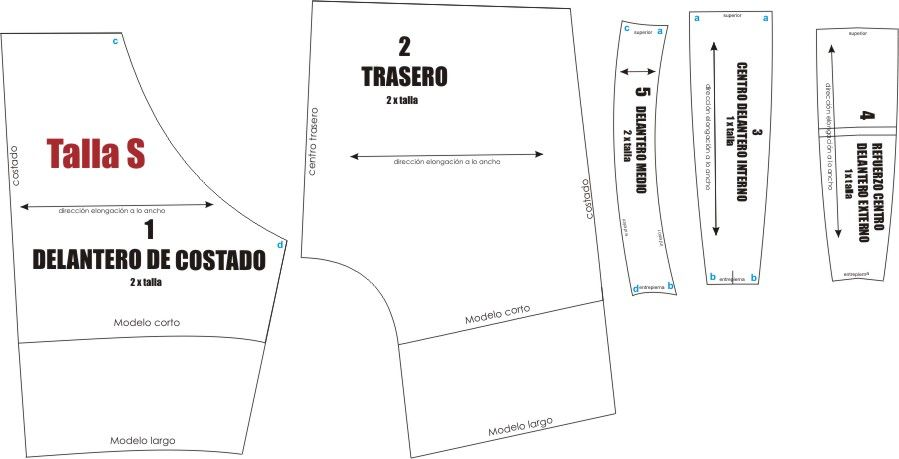 c
costado
Talla S
dirección elongación a lo ancho
1
DELANTERO DE COSTADO
2 x talla
d
Modelo corto
Modelo largo
2
TRASERO
2 x talla
centro trasero
dirección elongación a lo ancho
costado
Modelo corto
Modelo largo
c
superior
a
5
DELANTERO MEDIO
2 x talla
d
entrepierna
b
a
superior
a
3
CENTRO DELANTERO INTERNO
1 x talla
dirección elongación a lo ancho
b
entrepierna
b
superior
4
dirección elongación a lo ancho
REFUERZO CENTRO
DELANTERO EXTERNO
1x talla
entrepierna